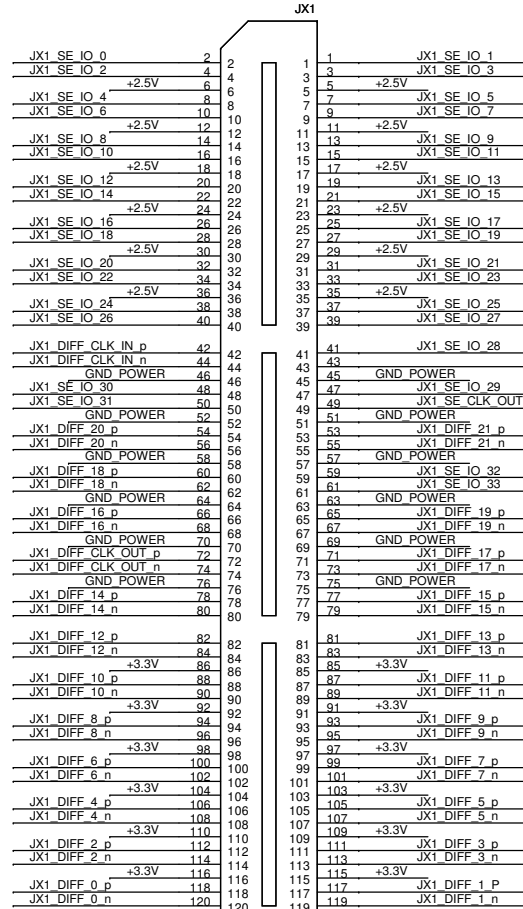 JX1
JX1_SE_IO_0 2 2 1 1 JX1_SE_IO_1
JX1_SE_IO_2 4 4 3 3 JX1_SE_IO_3
+2.5V 6 6 5 5 +2.5V
JX1_SE_IO_4 8 8 7 7 JX1_SE_IO_5
JX1_SE_IO_6 10 10 9 9 JX1_SE_IO_7
+2.5V 12 12 11 11 +2.5V
JX1_SE_IO_8 14 14 13 13 JX1_SE_IO_9
JX1_SE_IO_10 16 16 15 15 JX1_SE_IO_11
+2.5V 18 18 17 17 +2.5V
JX1_SE_IO_12 20 20 19 19 JX1_SE_IO_13
JX1_SE_IO_14 22 22 21 21 JX1_SE_IO_15
+2.5V 24 24 23 23 +2.5V
JX1_SE_IO_16 26 26 25 25 JX1_SE_IO_17
JX1_SE_IO_18 28 28 27 27 JX1_SE_IO_19
+2.5V 30 30 29 29 +2.5V
JX1_SE_IO_20 32 32 31 31 JX1_SE_IO_21
JX1_SE_IO_22 34 34 33 33 JX1_SE_IO_23
+2.5V 36 36 35 35 +2.5V
JX1_SE_IO_24 38 38 37 37 JX1_SE_IO_25
JX1_SE_IO_26 40 40 39 39 JX1_SE_IO_27
JX1_DIFF_CLK_IN_p 42 42 41 41 JX1_SE_IO_28
JX1_DIFF_CLK_IN_n 44 44 43 43
GND_POWER 46 46 45 45 GND_POWER
JX1_SE_IO_30 48 48 47 47 JX1_SE_IO_29
JX1_SE_IO_31 50 50 49 49 JX1_SE_CLK_OUT
GND_POWER 52 52 51 51 GND_POWER
JX1_DIFF_20_p 54 54 53 53 JX1_DIFF_21_p
JX1_DIFF_20_n 56 56 55 55 JX1_DIFF_21_n
GND_POWER 58 58 57 57 GND_POWER
JX1_DIFF_18_p 60 60 59 59 JX1_SE_IO_32
JX1_DIFF_18_n 62 62 61 61 JX1_SE_IO_33
GND_POWER 64 64 63 63 GND_POWER
JX1_DIFF_16_p 66 66 65 65 JX1_DIFF_19_p
JX1_DIFF_16_n 68 68 67 67 JX1_DIFF_19_n
GND_POWER 70 70 69 69 GND_POWER
JX1_DIFF_CLK_OUT_p 72 72 71 71 JX1_DIFF_17_p
JX1_DIFF_CLK_OUT_n 74 74 73 73 JX1_DIFF_17_n
GND_POWER 76 76 75 75 GND_POWER
JX1_DIFF_14_p 78 78 77 77 JX1_DIFF_15_p
JX1_DIFF_14_n 80 80 79 79 JX1_DIFF_15_n
JX1_DIFF_12_p 82 82 81 81 JX1_DIFF_13_p
JX1_DIFF_12_n 84 84 83 83 JX1_DIFF_13_n
+3.3V 86 86 85 85 +3.3V
JX1_DIFF_10_p 88 88 87 87 JX1_DIFF_11_p
JX1_DIFF_10_n 90 90 89 89 JX1_DIFF_11_n
+3.3V 92 92 91 91 +3.3V
JX1_DIFF_8_p 94 94 93 93 JX1_DIFF_9_p
JX1_DIFF_8_n 96 96 95 95 JX1_DIFF_9_n
+3.3V 98 98 97 97 +3.3V
JX1_DIFF_6_p 100 100 99 99 JX1_DIFF_7_p
JX1_DIFF_6_n 102 102 101 101 JX1_DIFF_7_n
+3.3V 104 104 103 103 +3.3V
JX1_DIFF_4_p 106 106 105 105 JX1_DIFF_5_p
JX1_DIFF_4_n 108 108 107 107 JX1_DIFF_5_n
+3.3V 110 110 109 109 +3.3V
JX1_DIFF_2_p 112 112 111 111 JX1_DIFF_3_p
JX1_DIFF_2_n 114 114 113 113 JX1_DIFF_3_n
+3.3V 116 116 115 115 +3.3V
JX1_DIFF_0_p 118 118 117 117 JX1_DIFF_1_P
JX1_DIFF_0_n 120 120 119 119 JX1_DIFF_1_n